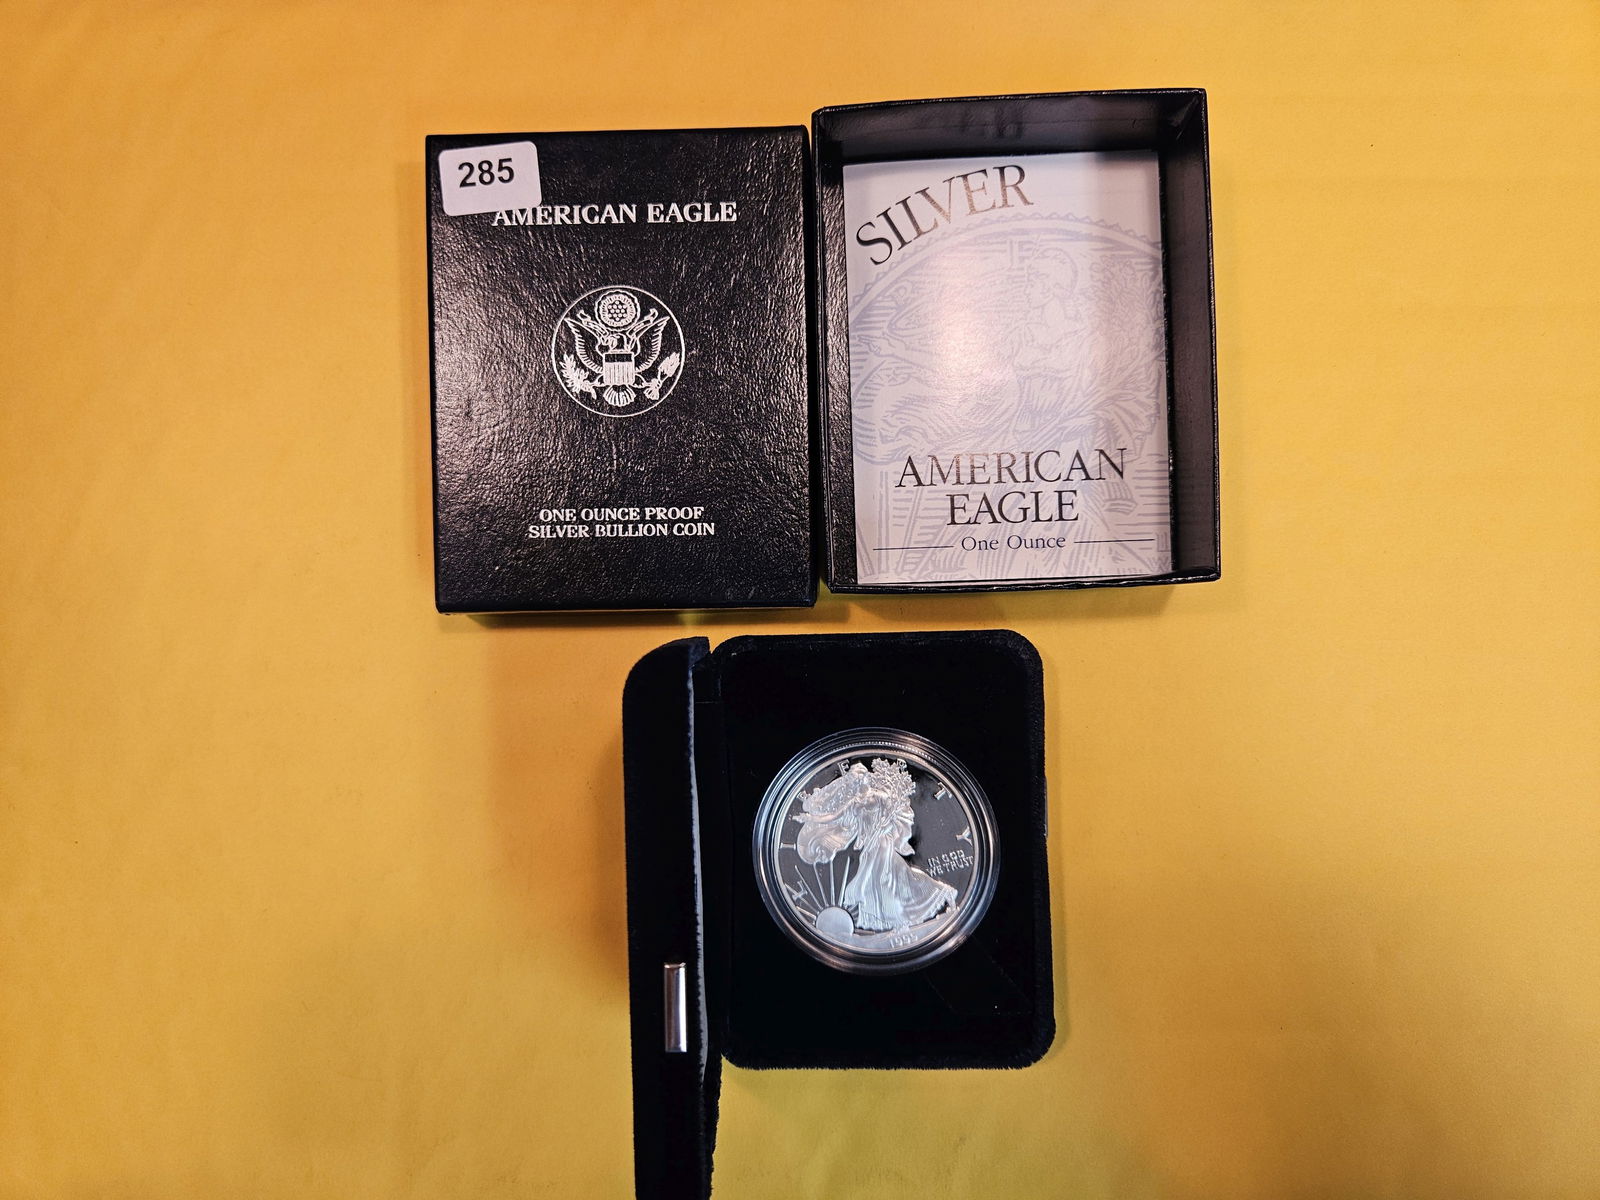 285
AMERICAN EAGLE
ONE OUNCE PROOF
SILVER BULLION COIN
SILVER
AMERICAN
EAGLE
One Ounce
LIBERTY
IN GOD
WE TRUST